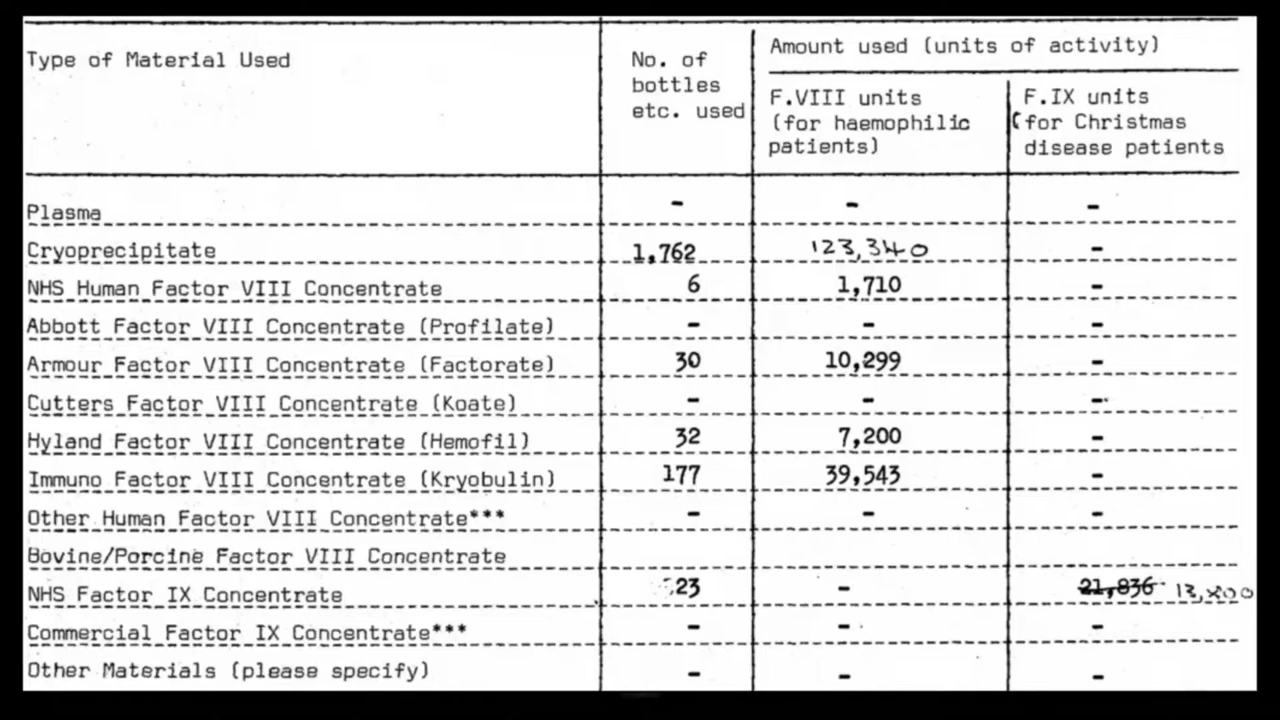 Type of Material Used
No. of bottles etc. used
Amount used (units of activity)
F.VIII units (for haemophilic patients)
F.IX units (for Christmas disease patients
Plasma - - -
Cryoprecipitate 1,762 123,340 -
NHS Human Factor VIII Concentrate 6 1,710 -
Abbott Factor VIII Concentrate (Profilate) - - -
Armour Factor VIII Concentrate (Factorate) 30 10,299 -
Cutters Factor VIII Concentrate (Koate) - - -
Hyland Factor VIII Concentrate (Hemofil) 32 7,200 -
Immuno Factor VIII Concentrate (Kryobulin) 177 39,543 -
Other Human Factor VIII Concentrate*** - - -
Bovine/Porcine Factor VIII Concentrate
NHS Factor IX Concentrate 23 - 21,836
Commercial Factor IX Concentrate*** - - -
Other Materials (please specify) - - -